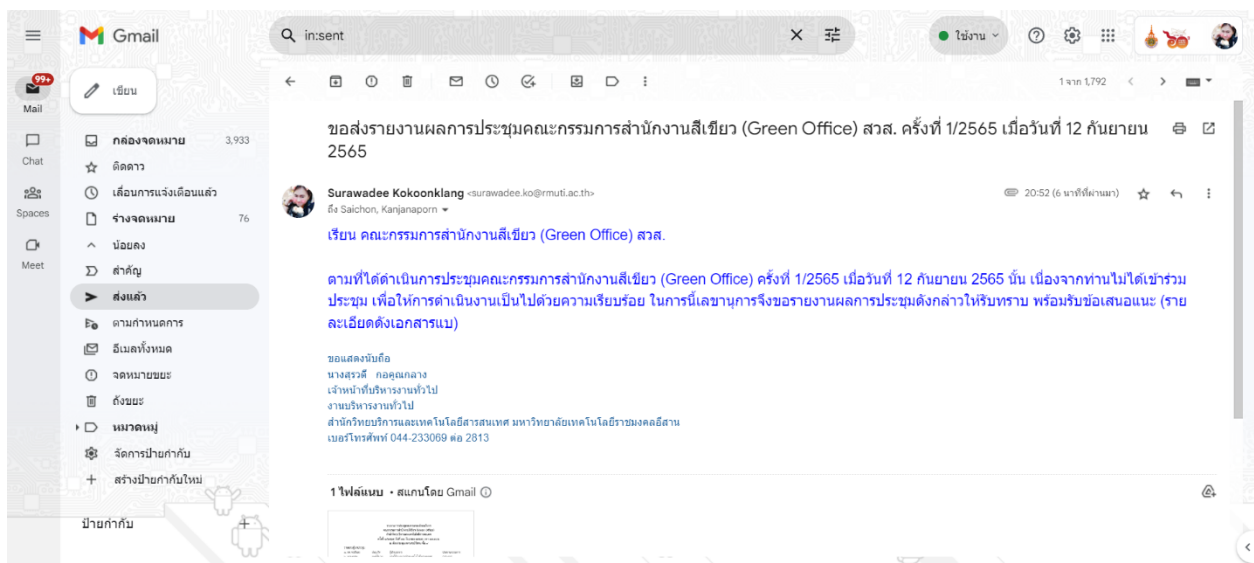 Gmail
in:sent
ใช้งาน
99+
Mail
Chat
Spaces
Meet
เขียน
กล่องจดหมาย 3,933
ติดดาว
เลื่อนการแจ้งเตือนแล้ว
ร่างจดหมาย 76
น้อยลง
สำคัญ
ส่งแล้ว
ตามกำหนดการ
อีเมลทั้งหมด
จดหมายขยะ
ถังขยะ
หมวดหมู่
จัดการป้ายกำกับ
สร้างป้ายกำกับใหม่
ป้ายกำกับ
1 จาก 1,792
ขอส่งรายงานผลการประชุมคณะกรรมการสำนักงานสีเขียว (Green Office) สวส. ครั้งที่ 1/2565 เมื่อวันที่ 12 กันยายน
2565
Surawadee Kokoonklang <surawadee.ko@rmuti.ac.th>
20:52 (6 นาทีที่ผ่านมา)
ถึง Saichon, Kanjanaporn
เรียน คณะกรรมการสำนักงานสีเขียว (Green Office) สวส.
ตามที่ได้ดำเนินการประชุมคณะกรรมการสำนักงานสีเขียว (Green Office) ครั้งที่ 1/2565 เมื่อวันที่ 12 กันยายน 2565 นั้น เนื่องจากท่านไม่ได้เข้าร่วม
ประชุม เพื่อให้การดำเนินงานเป็นไปด้วยความเรียบร้อย ในการนี้เลขานุการจึงขอรายงานผลการประชุมดังกล่าวให้รับทราบ พร้อมรับข้อเสนอแนะ (ราย
ละเอียดดังเอกสารแบ)
ขอแสดงนับถือ
นางสุรวดี กอคูณกลาง
เจ้าหน้าที่บริหารงานทั่วไป
งานบริหารงานทั่วไป
สำนักวิทยบริการและเทคโนโลยีสารสนเทศ มหาวิทยาลัยเทคโนโลยีราชมงคลอีสาน
เบอร์โทรศัพท์ 044-233069 ต่อ 2813
1 ไฟล์แนบ • สแกนโดย Gmail